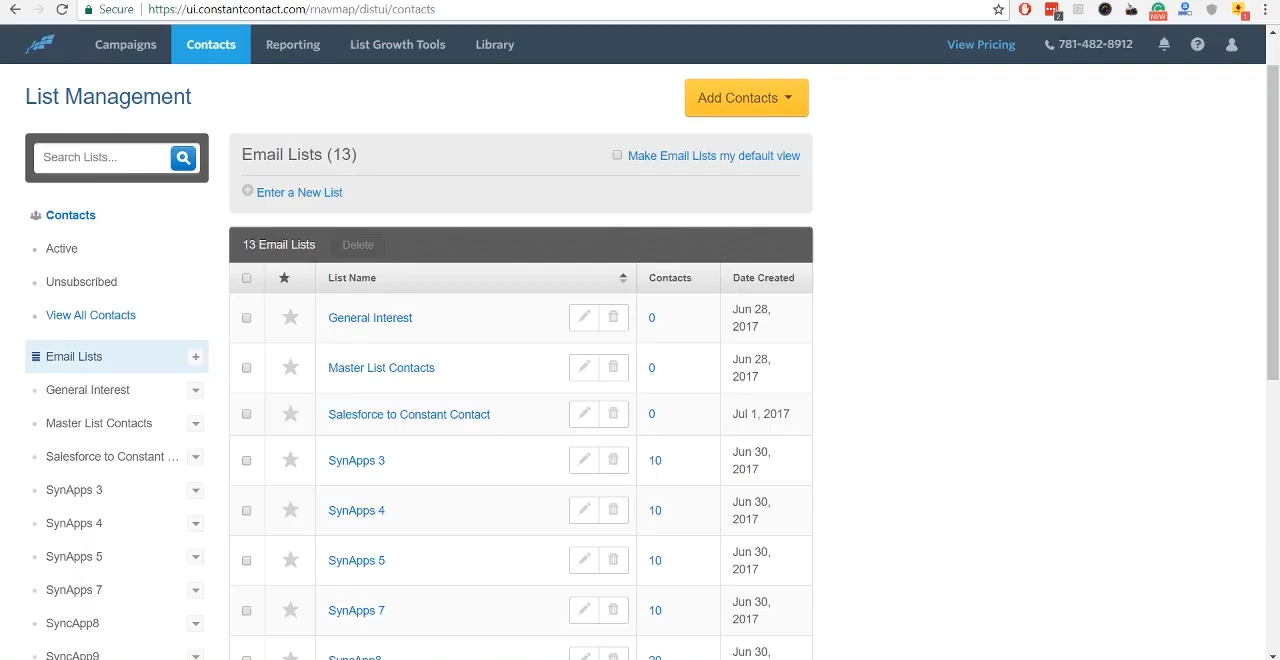 Secure | https://ui.constantcontact.com/rnavmap/distui/contacts
2
NEW
1
Campaigns
Contacts
Reporting
List Growth Tools
Library
View Pricing
781-482-8912
?
List Management
Add Contacts
Search Lists...
Contacts
Active
Unsubscribed
View All Contacts
Email Lists
+
General Interest
Master List Contacts
Salesforce to Constant ...
SynApps 3
SynApps 4
SynApps 5
SynApps 7
SyncApp8
SyncApp9
Email Lists (13)
Make Email Lists my default view
Enter a New List
13 Email Lists
Delete
List Name
Contacts
Date Created
General Interest
0
Jun 28,
2017
Master List Contacts
0
Jun 28,
2017
Salesforce to Constant Contact
0
Jul 1, 2017
SynApps 3
10
Jun 30,
2017
SynApps 4
10
Jun 30,
2017
SynApps 5
10
Jun 30,
2017
SynApps 7
10
Jun 30,
2017
SyncApp8
20
Jun 30,